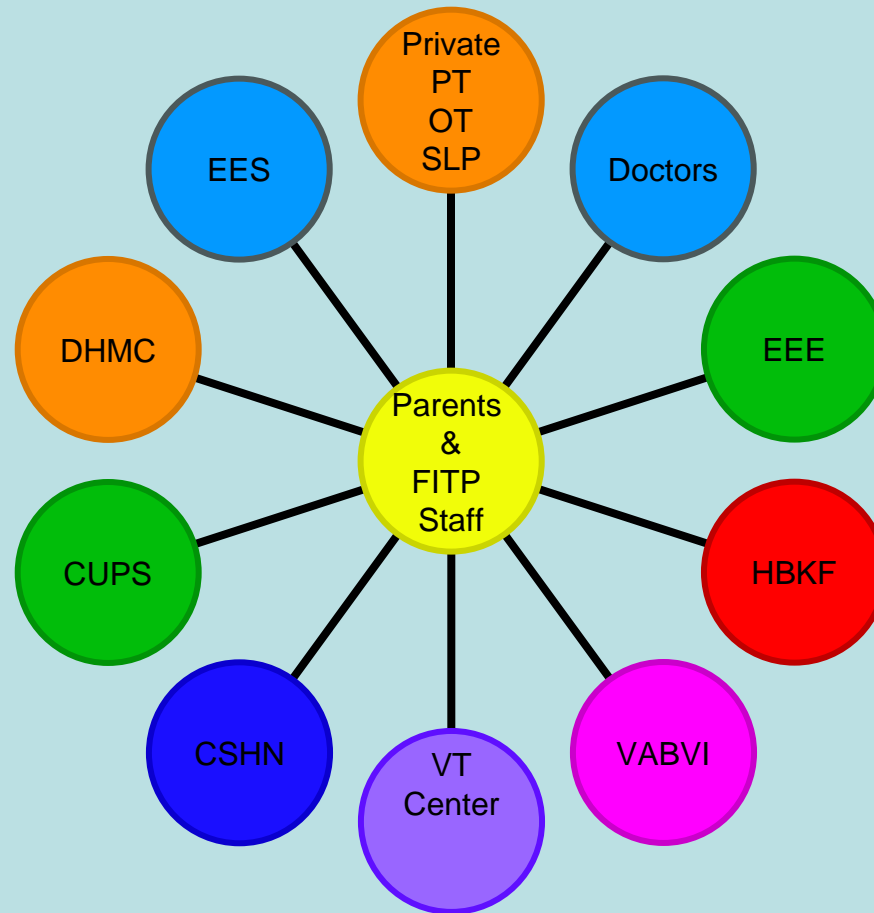 Private
PT
OT
SLP
EES
Doctors
DHMC
EEE
Parents
&
FITP
Staff
CUPS
HBKF
CSHN
VABVI
VT
Center